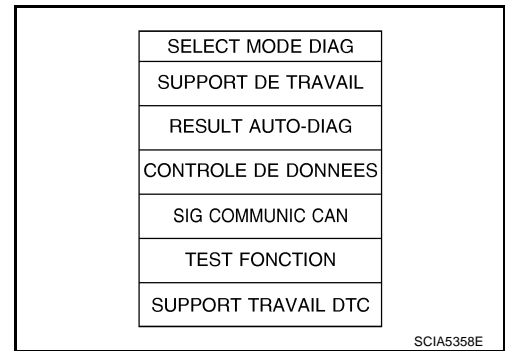 SELECT MODE DIAG
SUPPORT DE TRAVAIL
RESULT AUTO-DIAG
CONTROLE DE DONNEES
SIG COMMUNIC CAN
TEST FONCTION
SUPPORT TRAVAIL DTC
SCIA5358E